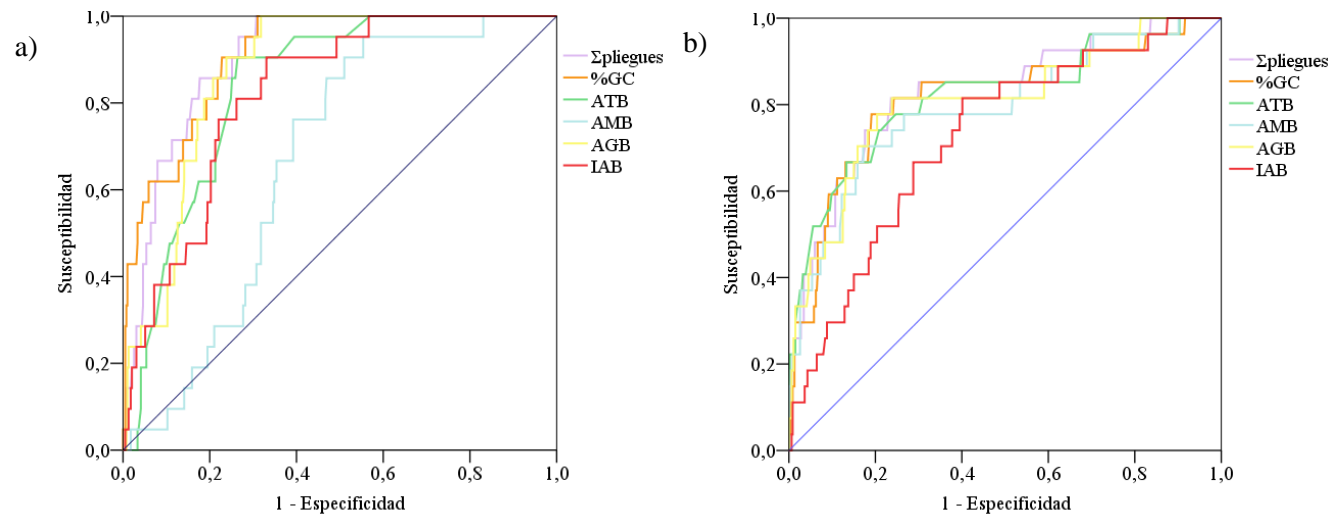 a)
1,0
0,8
0,6
0,4
0,2
0,0
Susceptibilidad
0,0 0,2 0,4 0,6 0,8 1,0
1 - Especificidad
Σpliegues
%GC
ATB
AMB
AGB
IAB
b)
1,0
0,8
0,6
0,4
0,2
0,0
Susceptibilidad
0,0 0,2 0,4 0,6 0,8 1,0
1 - Especificidad
Σpliegues
%GC
ATB
AMB
AGB
IAB